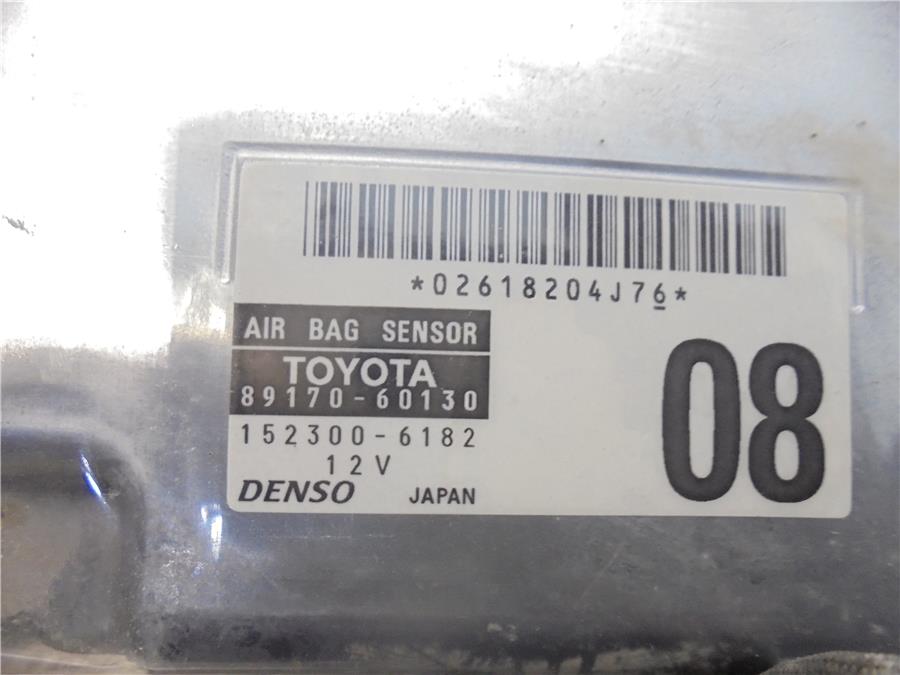 *02618204J76*
AIR BAG SENSOR
TOYOTA
89170-60130
152300-6182
12V
DENSO JAPAN
08